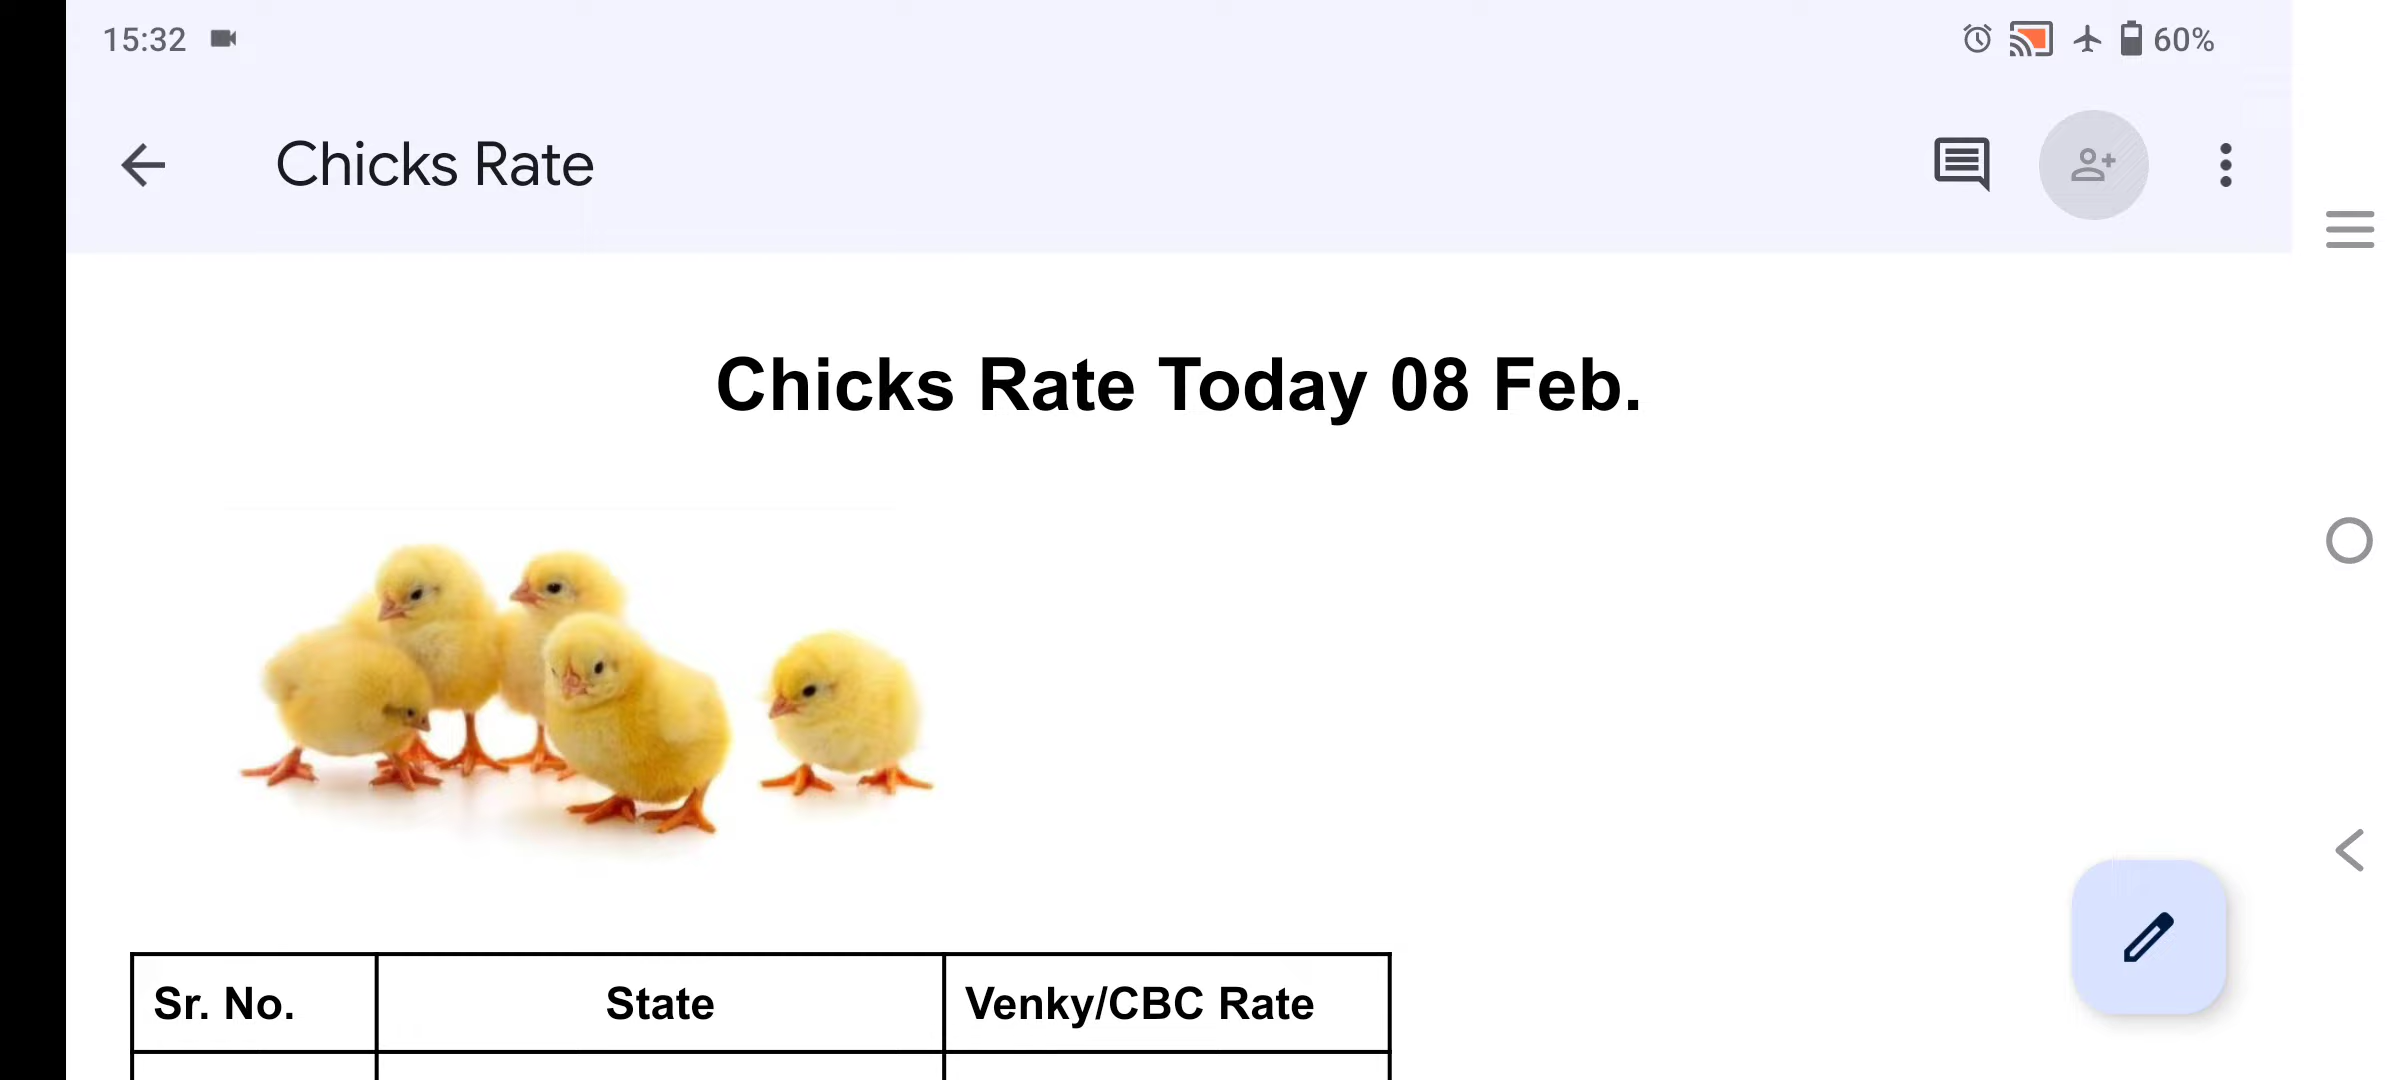 15:32
60%
Chicks Rate
Chicks Rate Today 08 Feb.
Sr. No. State Venky/CBC Rate